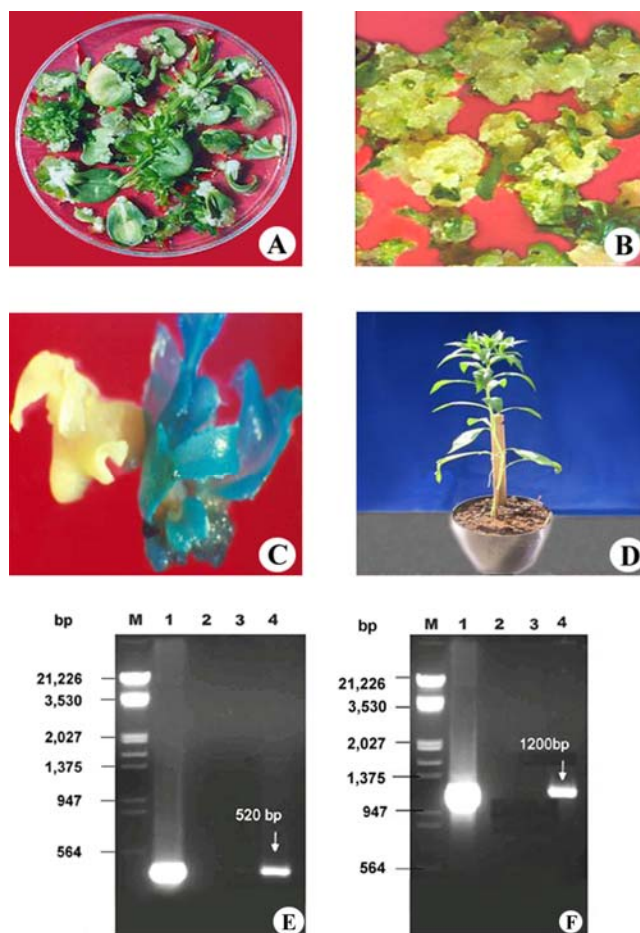 A
B
C
D
bp M 1 2 3 4
21,226
3,530
2,027
1,375
947
564
520 bp
E
bp M 1 2 3 4
21,226
3,530
2,027
1,375
947
564
1200bp
F